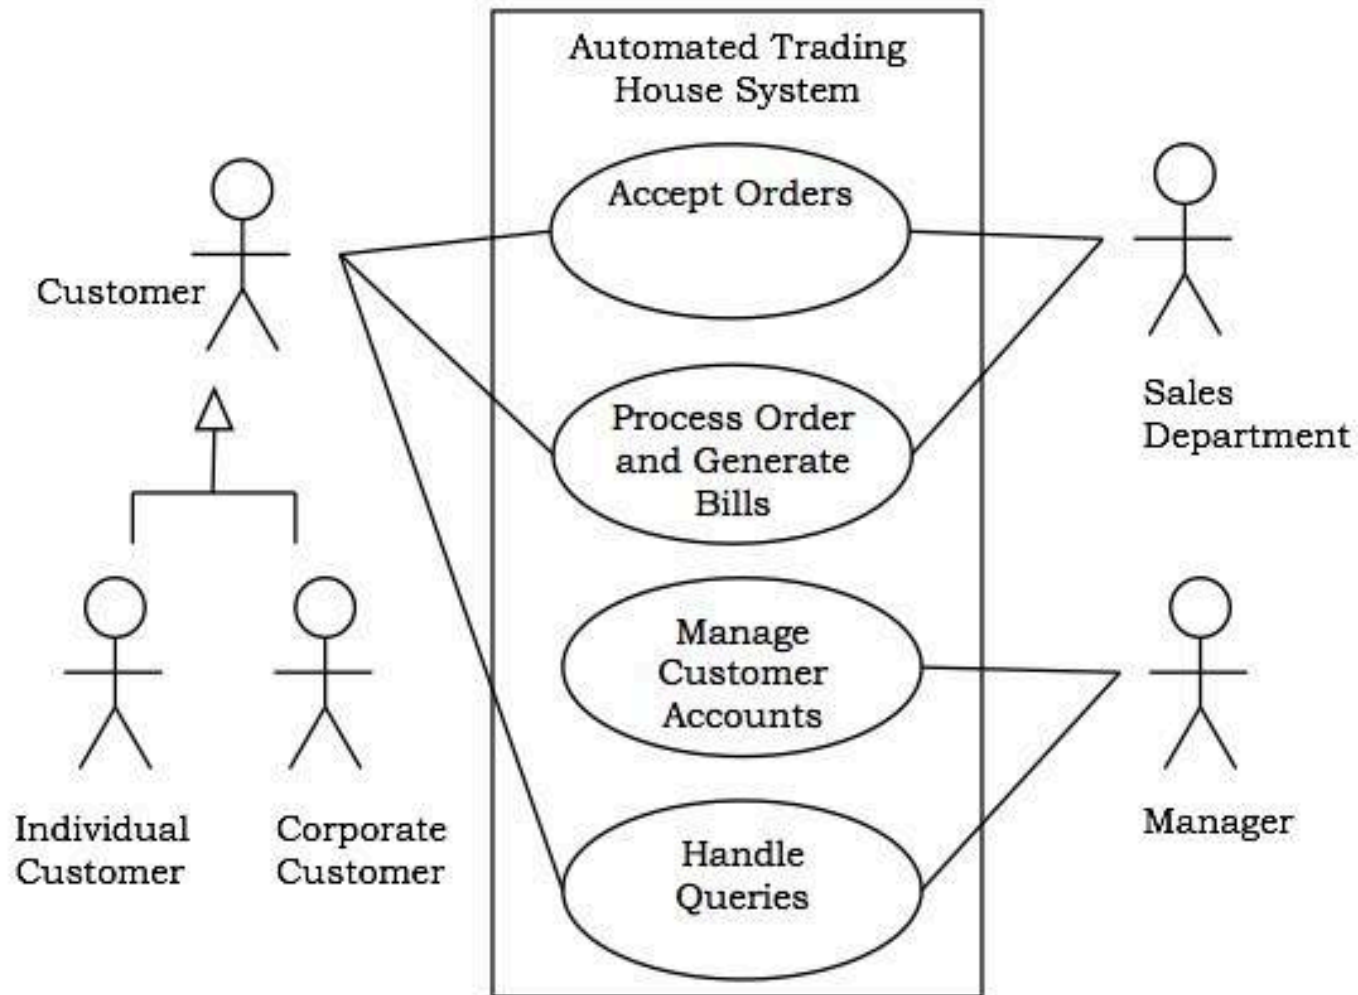 Automated Trading
House System
Accept Orders
Customer
Process Order
and Generate
Bills
Sales
Department
Manage
Customer
Accounts
Individual
Customer
Corporate
Customer
Handle
Queries
Manager